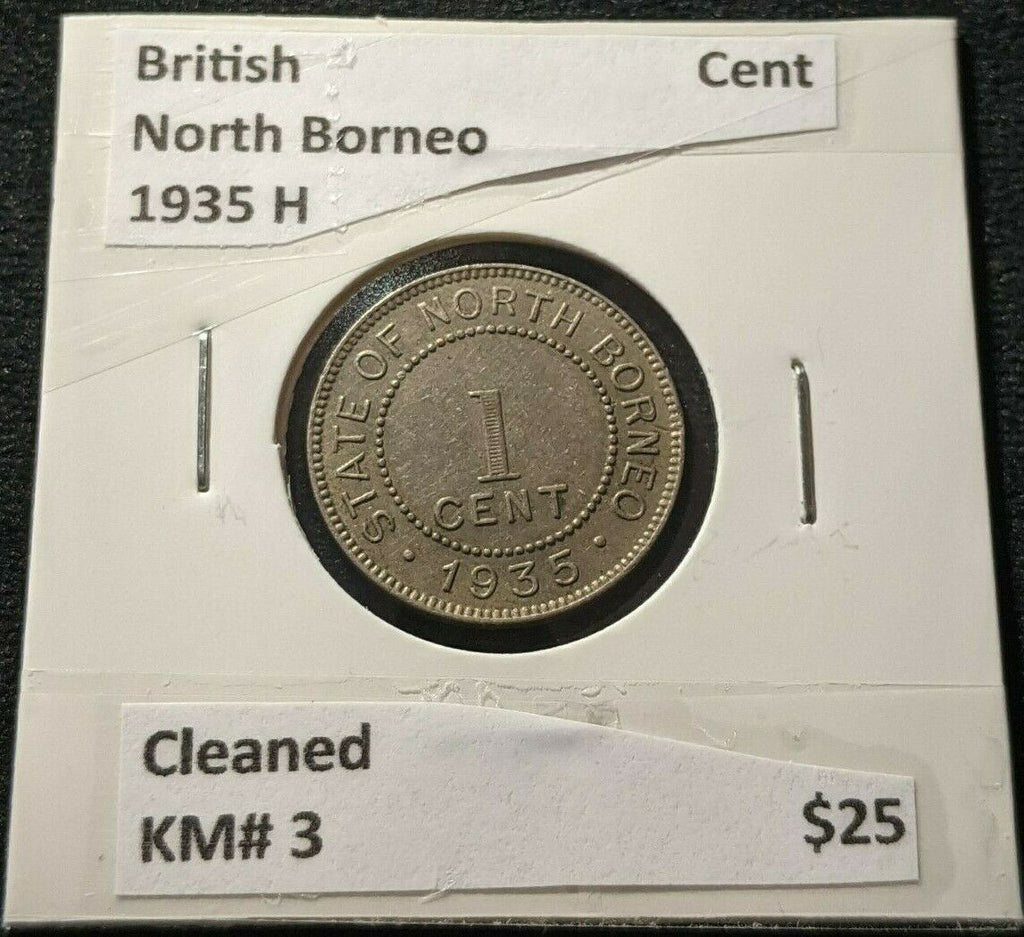 British Cent
North Borneo
1935 H
STATE OF NORTH BORNEO
1
CENT
· 1935 ·
Cleaned
KM# 3 $25